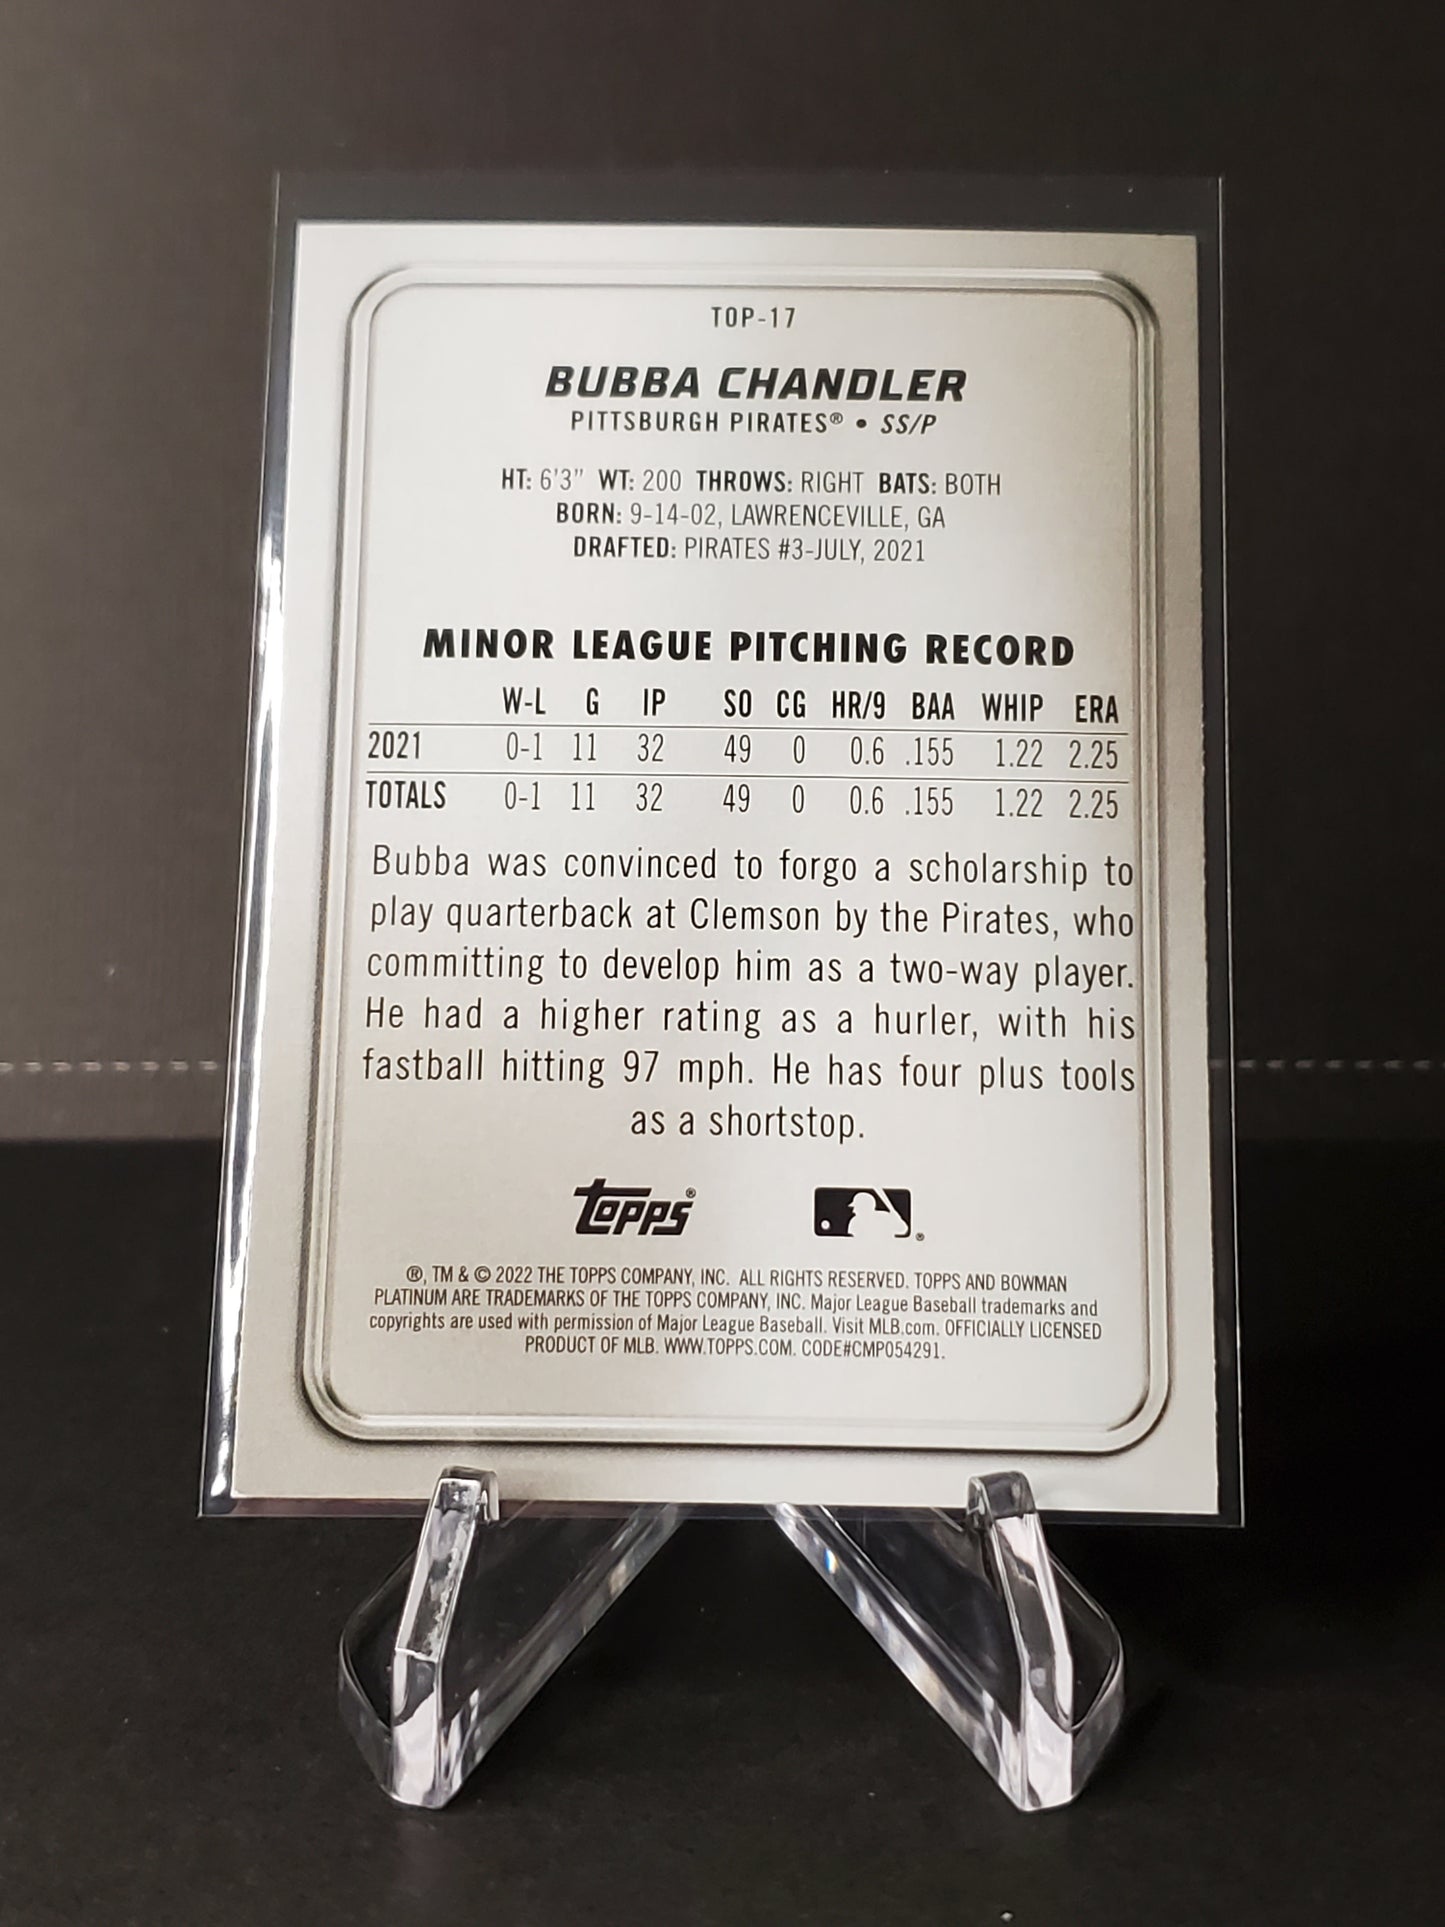 TOP-17
BUBBA CHANDLER
PITTSBURGH PIRATES® • SS/P
HT: 6'3" WT: 200 THROWS: RIGHT BATS: BOTH
BORN: 9-14-02, LAWRENCEVILLE, GA
DRAFTED: PIRATES #3-JULY, 2021
MINOR LEAGUE PITCHING RECORD
W-L G IP SO CG HR/9 BAA WHIP ERA
2021 0-1 11 32 49 0 0.6 .155 1.22 2.25
TOTALS 0-1 11 32 49 0 0.6 .155 1.22 2.25
Bubba was convinced to forgo a scholarship to
play quarterback at Clemson by the Pirates, who
committing to develop him as a two-way player.
He had a higher rating as a hurler, with his
fastball hitting 97 mph. He has four plus tools
as a shortstop.
Topps®
®
®, TM & © 2022 THE TOPPS COMPANY, INC. ALL RIGHTS RESERVED. TOPPS AND BOWMAN
PLATINUM ARE TRADEMARKS OF THE TOPPS COMPANY, INC. Major League Baseball trademarks and
copyrights are used with permission of Major League Baseball. Visit MLB.com. OFFICIALLY LICENSED
PRODUCT OF MLB. WWW.TOPPS.COM. CODE#CMP054291.